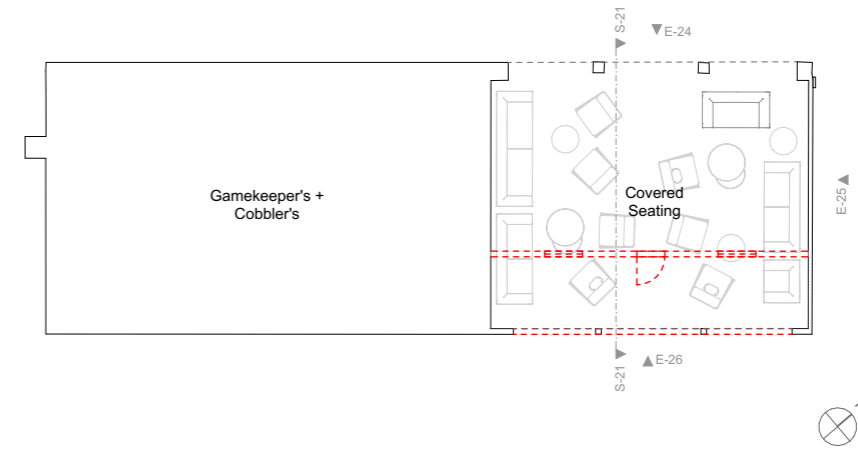 S-21
E-24
Gamekeeper's +
Cobbler's
Covered
Seating
E-25
S-21
E-26